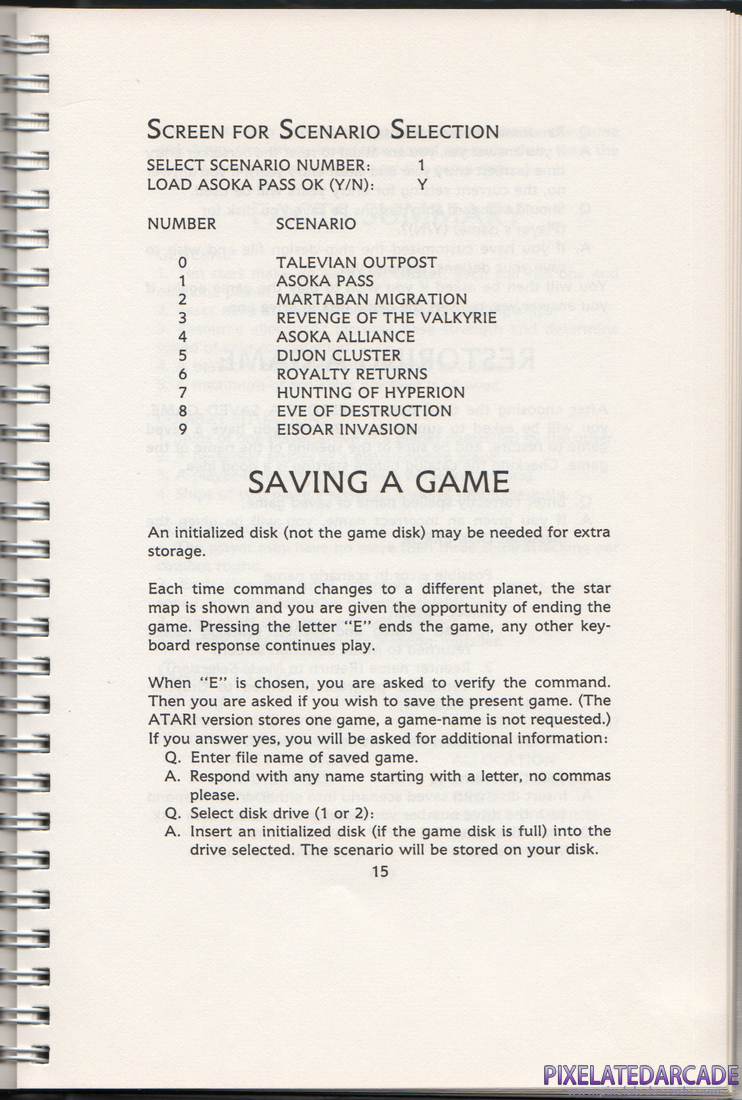 SCREEN FOR SCENARIO SELECTION
SELECT SCENARIO NUMBER: 1
LOAD ASOKA PASS OK (Y/N): Y
NUMBER SCENARIO
0 TALEVIAN OUTPOST
1 ASOKA PASS
2 MARTABAN MIGRATION
3 REVENGE OF THE VALKYRIE
4 ASOKA ALLIANCE
5 DIJON CLUSTER
6 ROYALTY RETURNS
7 HUNTING OF HYPERION
8 EVE OF DESTRUCTION
9 EISOAR INVASION
SAVING A GAME
An initialized disk (not the game disk) may be needed for extra
storage.
Each time command changes to a different planet, the star
map is shown and you are given the opportunity of ending the
game. Pressing the letter “E” ends the game, any other key-
board response continues play.
When “E” is chosen, you are asked to verify the command.
Then you are asked if you wish to save the present game. (The
ATARI version stores one game, a game-name is not requested.)
If you answer yes, you will be asked for additional information:
Q. Enter file name of saved game.
A. Respond with any name starting with a letter, no commas
please.
Q. Select disk drive (1 or 2):
A. Insert an initialized disk (if the game disk is full) into the
drive selected. The scenario will be stored on your disk.
15
PIXELATEDARCADE